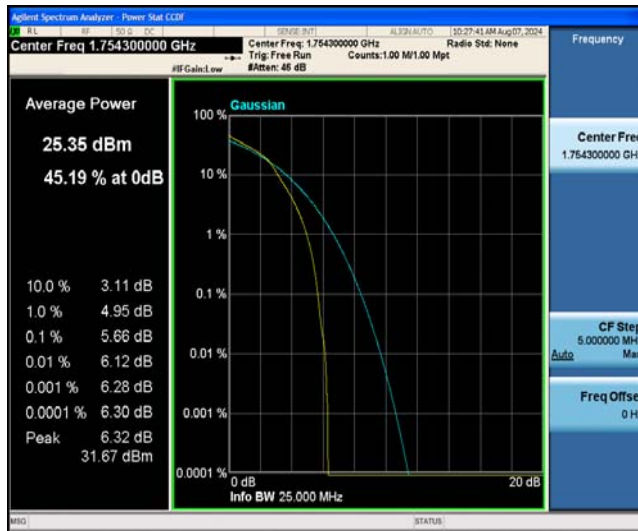 Agilent Spectrum Analyzer - Power Stat CCDF
RL RF 50 Ω DC SENSE:INT ALIGN AUTO 10:27:41 AM Aug 07, 2024
Center Freq 1.754300000 GHz
Center Freq: 1.754300000 GHz Radio Std: None
Trig: Free Run Counts:1.00 M/1.00 Mpt
#IFGain:Low #Atten: 46 dB
Average Power
25.35 dBm
45.19 % at 0dB
10.0 % 3.11 dB
1.0 % 4.95 dB
0.1 % 5.66 dB
0.01 % 6.12 dB
0.001 % 6.28 dB
0.0001 % 6.30 dB
Peak 6.32 dB
31.67 dBm
Gaussian
100 %
10 %
1 %
0.1 %
0.01 %
0.001 %
0.0001 %
0 dB 20 dB
Info BW 25.000 MHz
Frequency
Center Fre
1.754300000 GH
CF Step
5.000000 MH
Auto Ma
Freq Offse
0 H
MSG STATUS